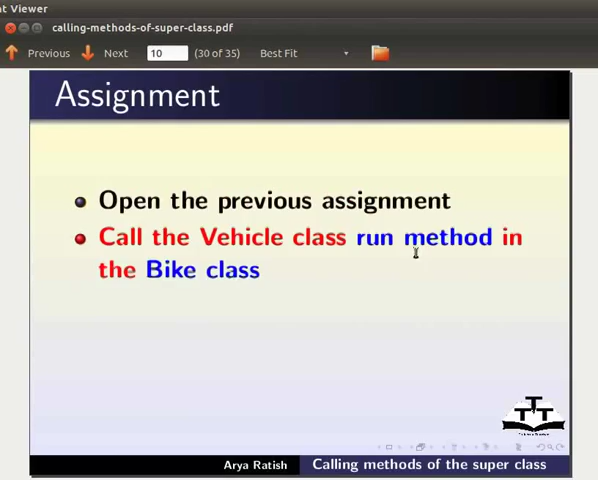 nt Viewer
calling-methods-of-super-class.pdf
Previous Next 10 (30 of 35) Best Fit
Assignment
Open the previous assignment
Call the Vehicle class run method in
the Bike class
TTT
Arya Ratish Calling methods of the super class